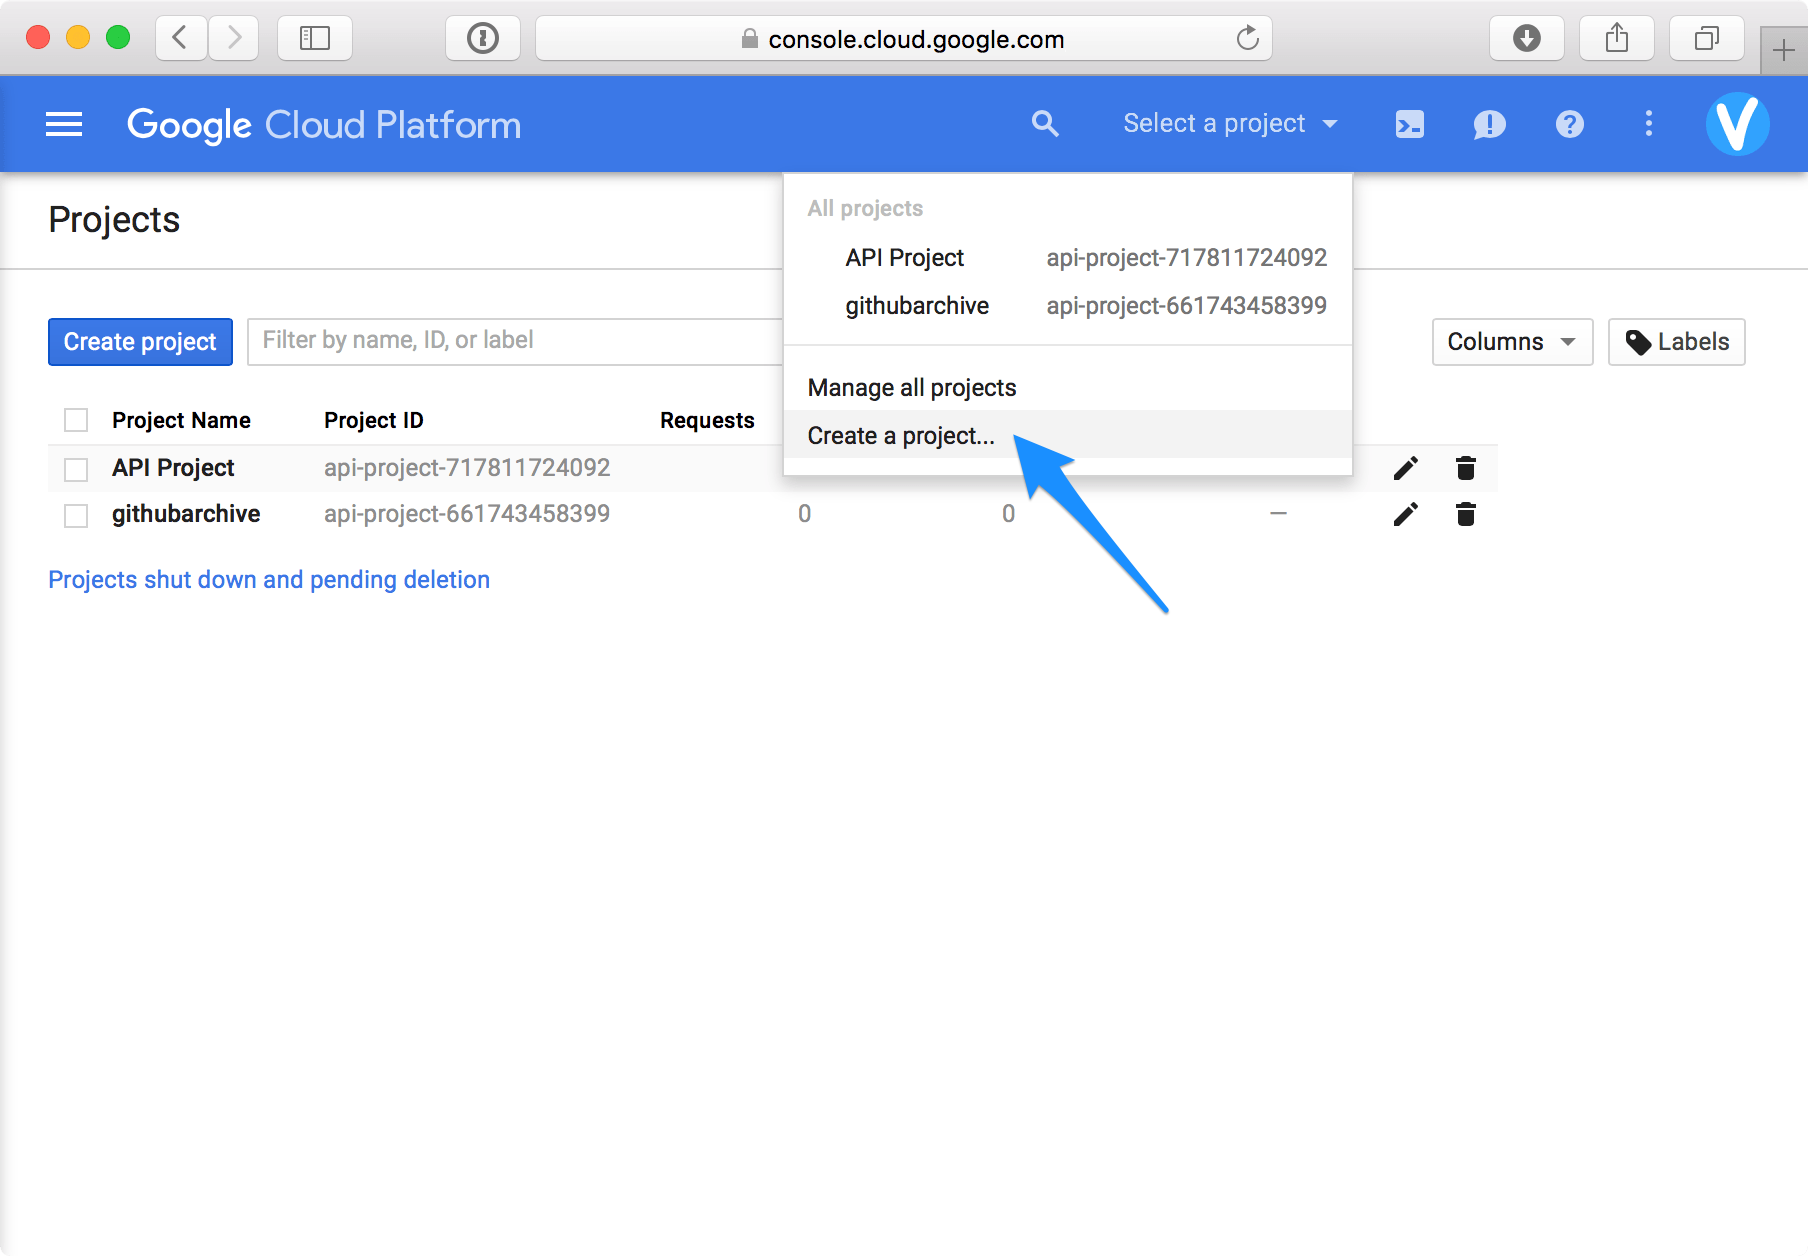 console.cloud.google.com
Google Cloud Platform
Select a project
Projects
All projects
API Project api-project-717811724092
githubarchive api-project-661743458399
Manage all projects
Create a project...
Create project
Filter by name, ID, or label
Columns
Labels
Project Name Project ID Requests
API Project api-project-717811724092
githubarchive api-project-661743458399 0 0 —
Projects shut down and pending deletion